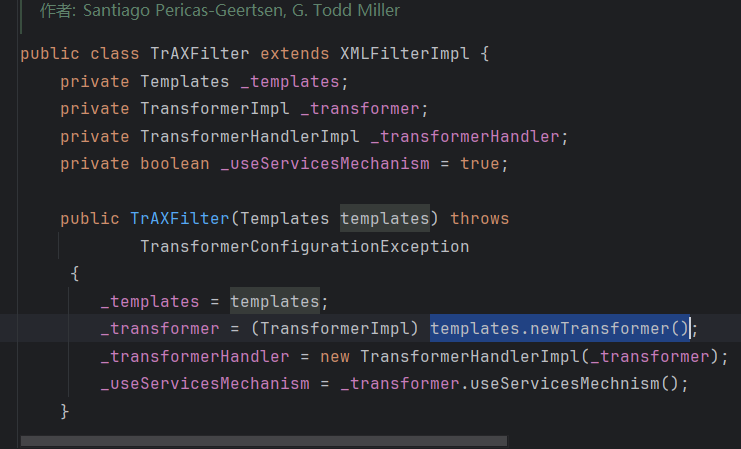 作者: Santiago Pericas-Geertsen, G. Todd Miller
public class TrAXFilter extends XMLFilterImpl {
private Templates _templates;
private TransformerImpl _transformer;
private TransformerHandlerImpl _transformerHandler;
private boolean _useServicesMechanism = true;
public TrAXFilter(Templates templates) throws
TransformerConfigurationException
{
_templates = templates;
_transformer = (TransformerImpl) templates.newTransformer();
_transformerHandler = new TransformerHandlerImpl(_transformer);
_useServicesMechanism = _transformer.useServicesMechnism();
}